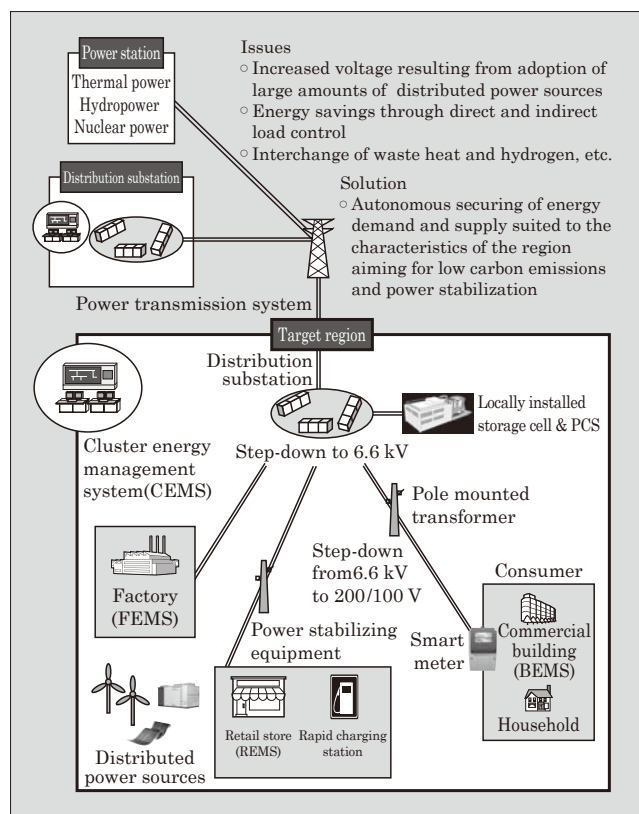 Power station
Thermal power
Hydropower
Nuclear power
Issues
○ Increased voltage resulting from adoption of
large amounts of distributed power sources
○ Energy savings through direct and indirect
load control
○ Interchange of waste heat and hydrogen, etc.
Distribution substation
Solution
○ Autonomous securing of energy
demand and supply suited to the
characteristics of the region
aiming for low carbon emissions
and power stabilization
Power transmission system
Target region
Distribution
substation
Locally installed
storage cell & PCS
Cluster energy
management
system(CEMS)
Step-down to 6.6 kV
Pole mounted
transformer
Step-down
from6.6 kV
to 200/100 V
Factory
(FEMS)
Power stabilizing
equipment
Smart
meter
Consumer
Commercial
building
(BEMS)
Household
Distributed
power sources
Retail store
(REMS)
Rapid charging
station